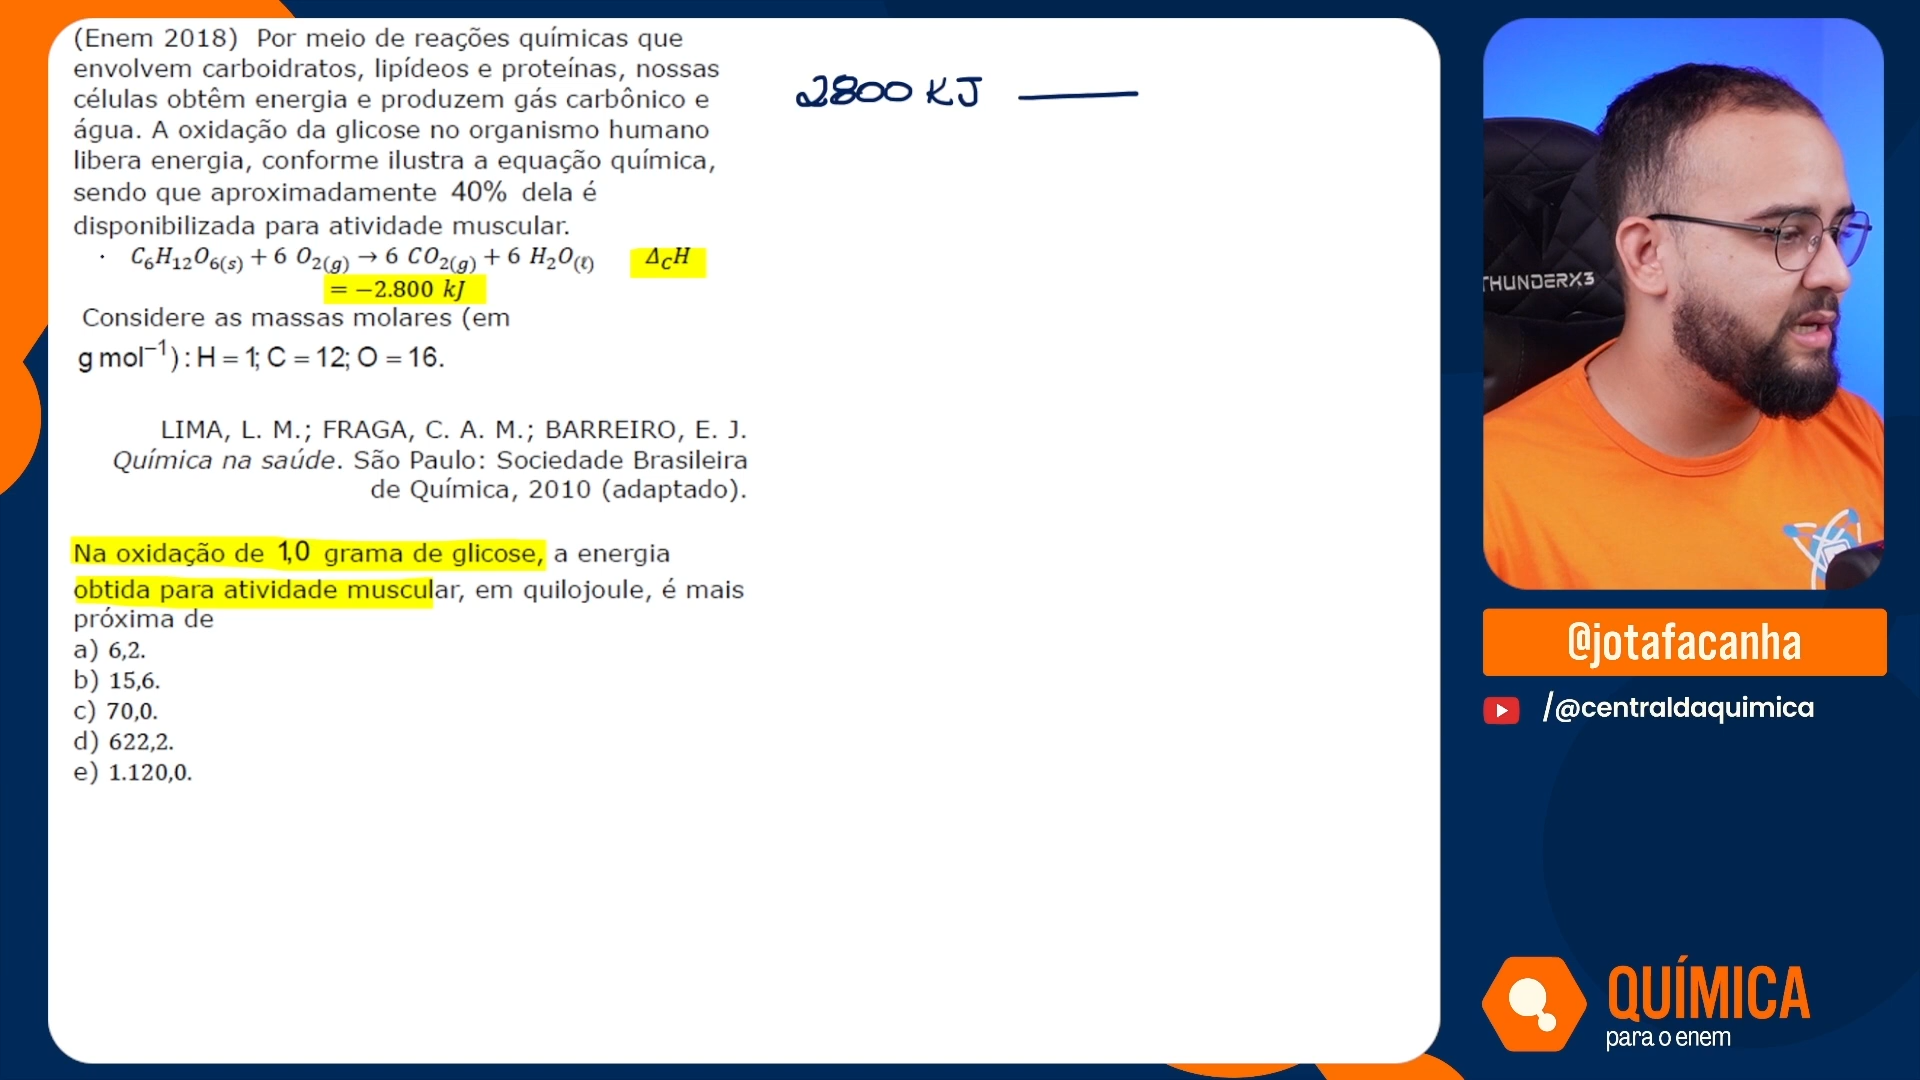 (Enem 2018)  Por meio de reações químicas que
envolvem carboidratos, lipídeos e proteínas, nossas
células obtêm energia e produzem gás carbônico e
água. A oxidação da glicose no organismo humano
libera energia, conforme ilustra a equação química,
sendo que aproximadamente 40% dela é
disponibilizada para atividade muscular.
· C₆H₁₂O₆(s) + 6 O₂(g) → 6 CO₂(g) + 6 H₂O(ℓ) Δ_CH
= −2.800 kJ
Considere as massas molares (em
g mol⁻¹) : H = 1; C = 12; O = 16.
LIMA, L. M.; FRAGA, C. A. M.; BARREIRO, E. J.
Química na saúde. São Paulo: Sociedade Brasileira
de Química, 2010 (adaptado).
Na oxidação de 1,0 grama de glicose, a energia
obtida para atividade muscular, em quilojoule, é mais
próxima de
a) 6,2.
b) 15,6.
c) 70,0.
d) 622,2.
e) 1.120,0.
2800 KJ
THUNDERX3
@jotafacanha
/@centraldaquimica
QUÍMICA
para o enem